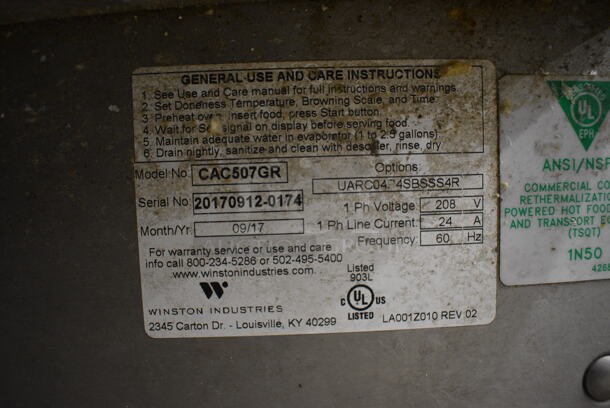 GENERAL USE AND CARE INSTRUCTIONS
1. See Use and Care manual for full instructions and warnings
2. Set Doneness Temperature, Browning Scale, and Time
3. Preheat oven, insert food, press Start button.
4. Wait for signal on display before serving food.
5. Maintain adequate water in evaporator (1 to 2.5 gallons)
6. Drain nightly, sanitize and clean with descaler, rinse, dry
Model No: CAC507GR
Options
Serial No: 20170912-0174
1 Ph Voltage: 208 V
1 Ph Line Current: 24 A
Month/Yr: 09/17
Frequency: 60 Hz
For warranty service or use and care
info call 800-234-5286 or 502-495-5400
www.winstonindustries.com
Listed
903L
WINSTON INDUSTRIES
C UL US
LISTED
2345 Carton Dr. - Louisville, KY 40299
LA001Z010 REV 02
UL
EPH
ANSI/NSF
COMMERCIAL
RETHERMALIZATION
POWERED HOT FOOD
AND TRANSPORT
(TSQT)
1N50